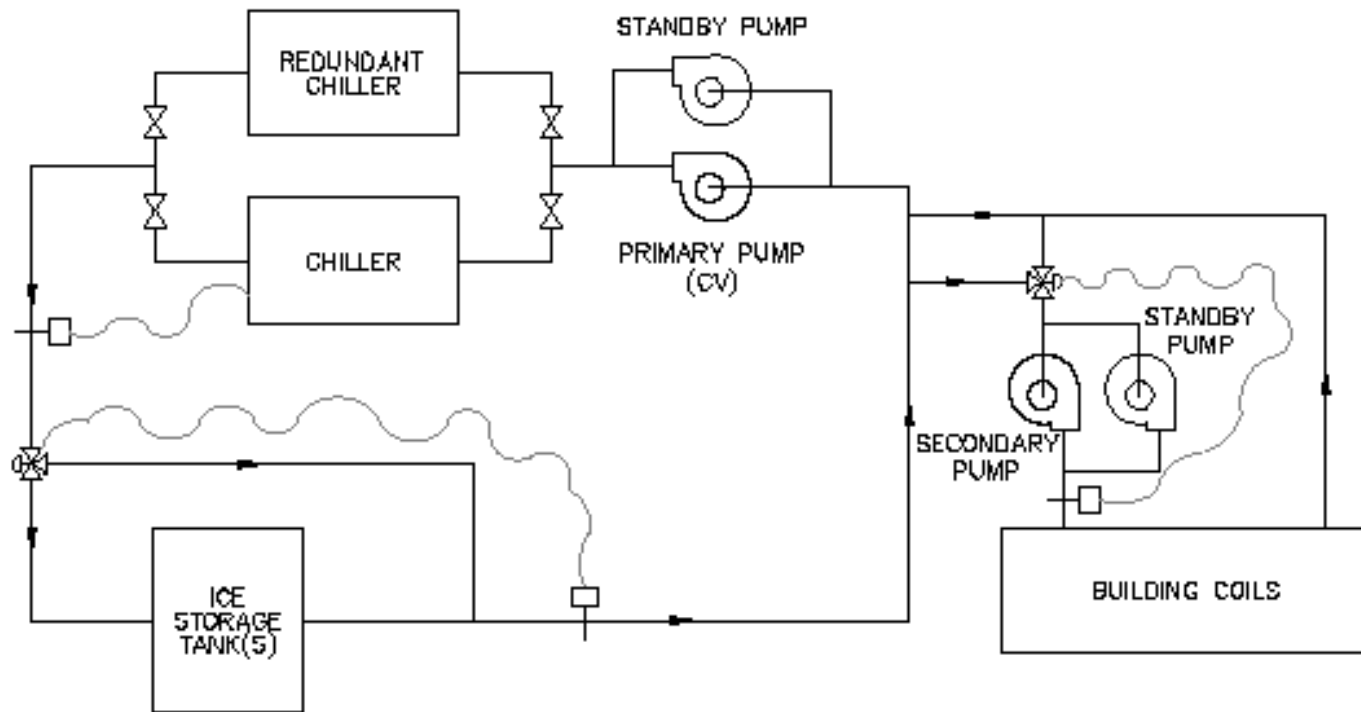 STANDBY PUMP
REDUNDANT
CHILLER
PRIMARY PUMP
(CV)
CHILLER
STANDBY
PUMP
SECONDARY
PUMP
ICE
STORAGE
TANK(S)
BUILDING COILS